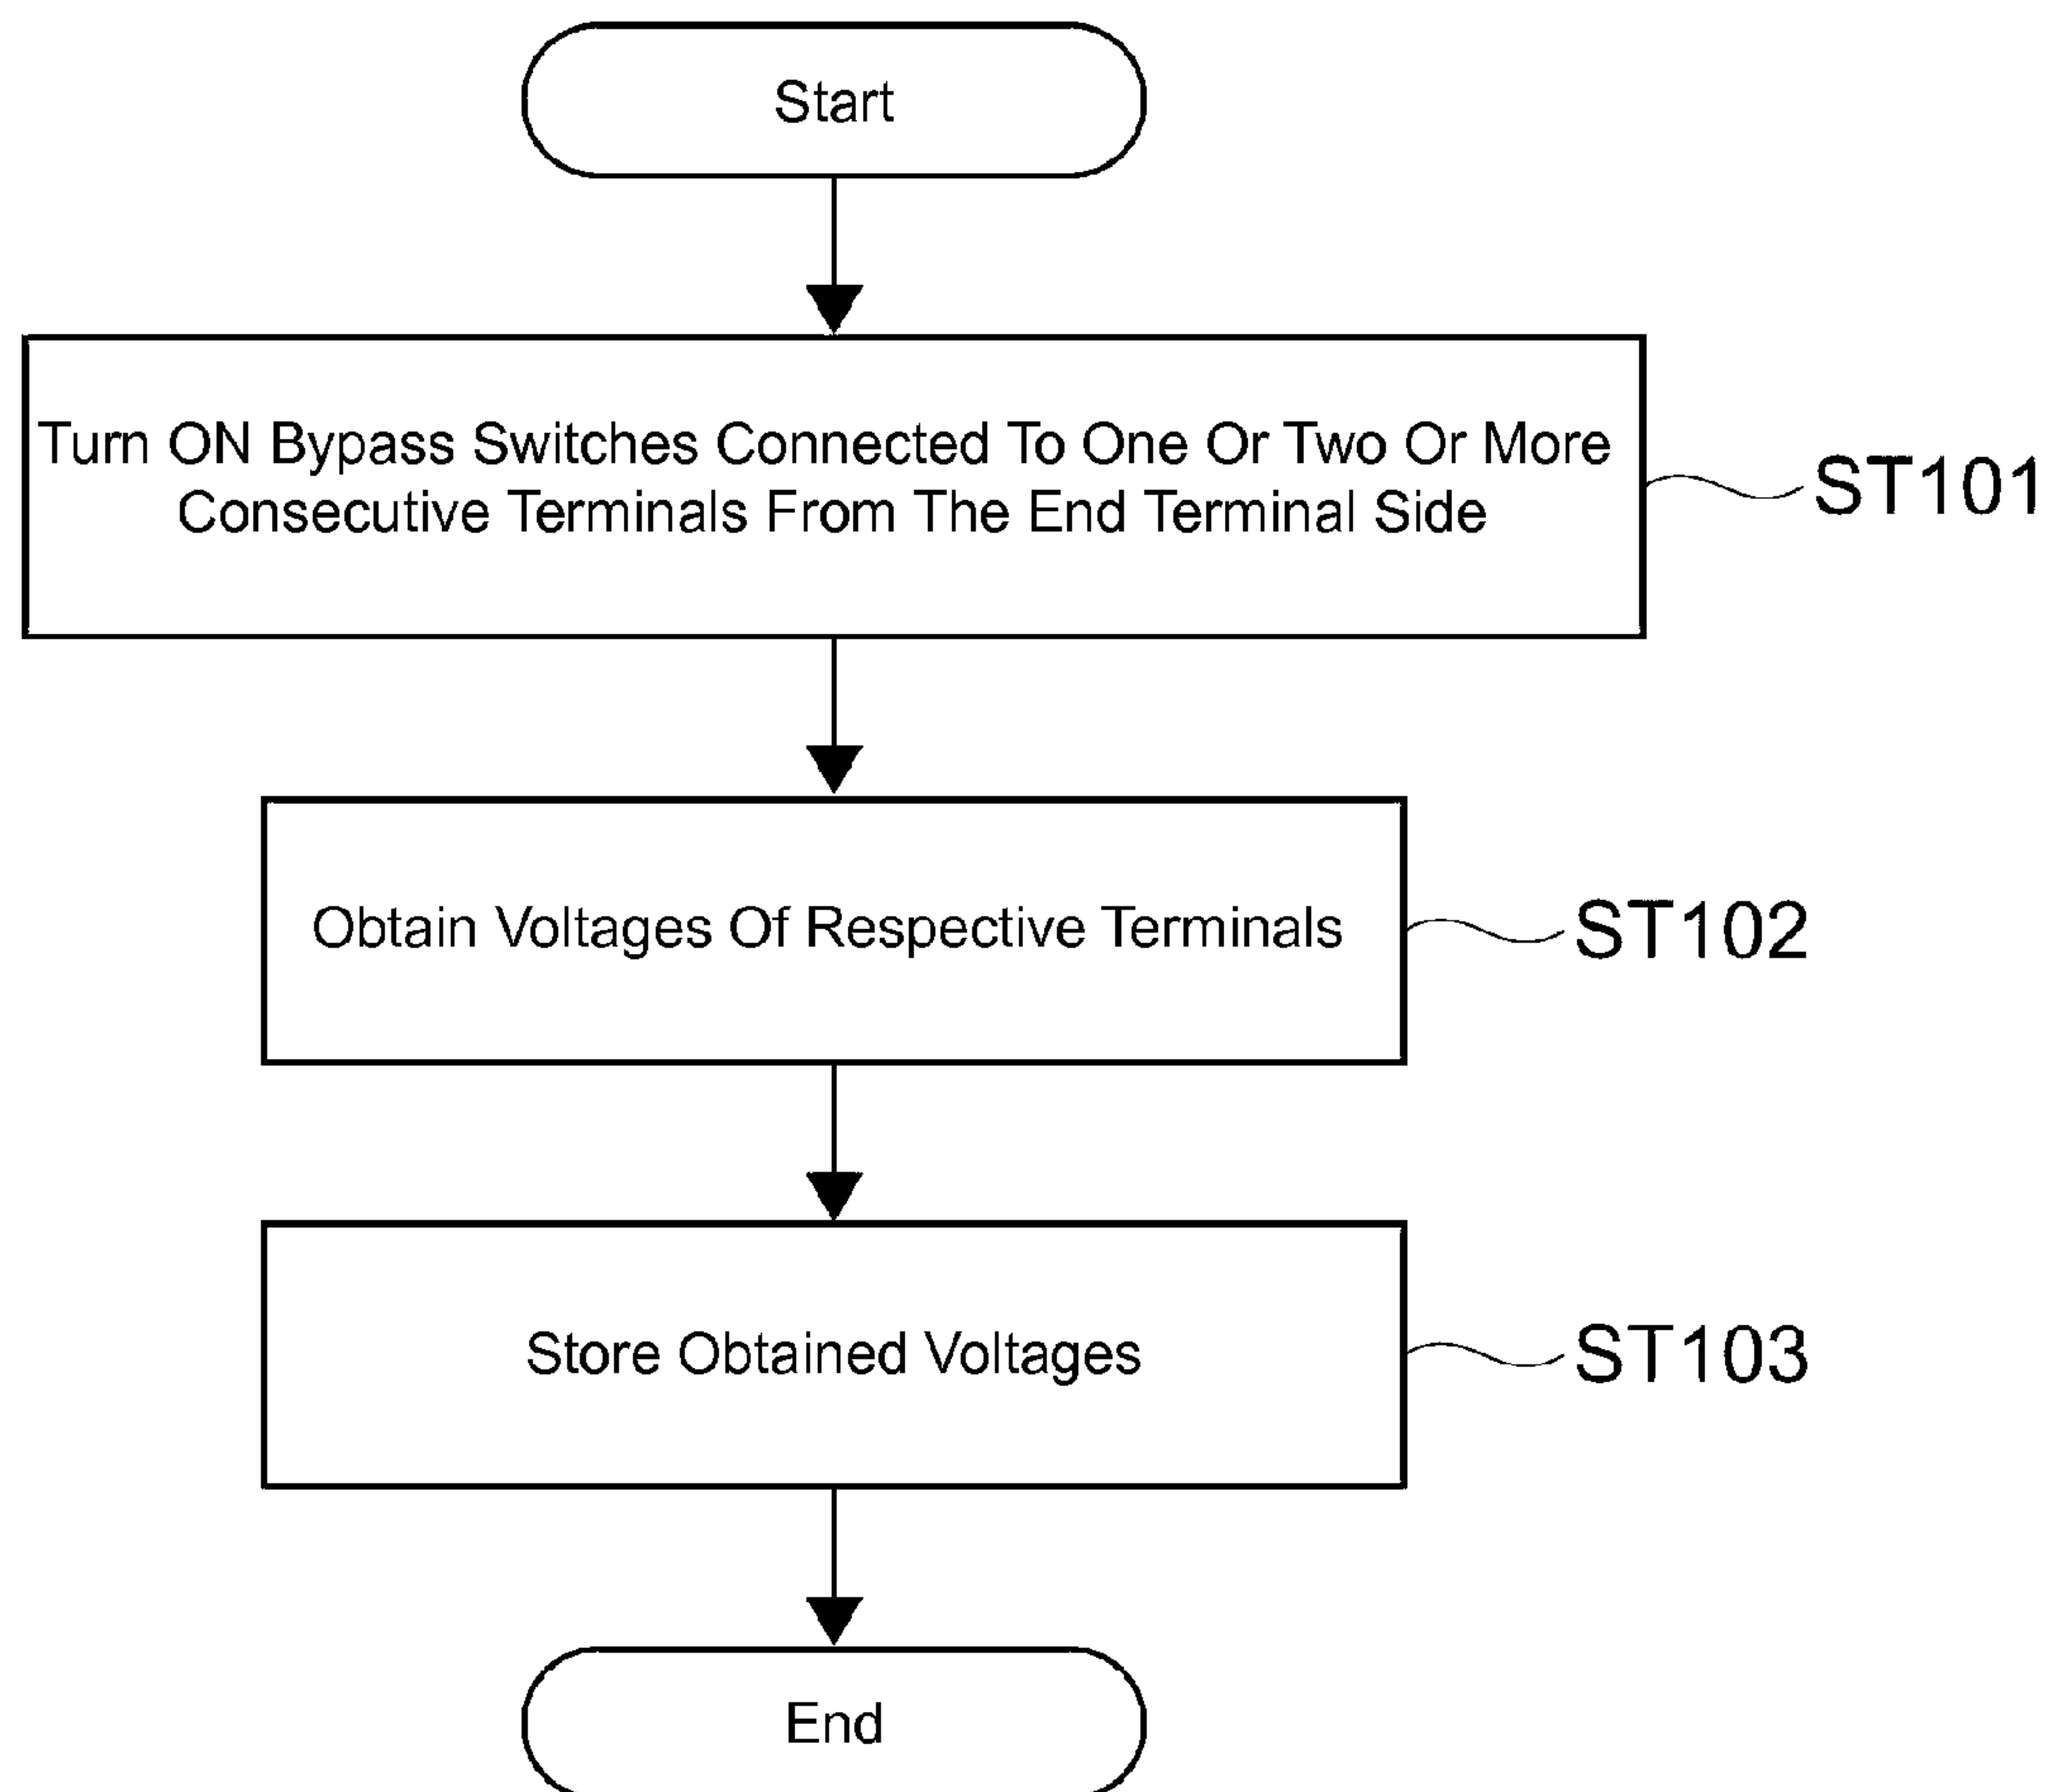 Start
Turn ON Bypass Switches Connected To One Or Two Or More
Consecutive Terminals From The End Terminal Side
ST101
Obtain Voltages Of Respective Terminals
ST102
Store Obtained Voltages
ST103
End